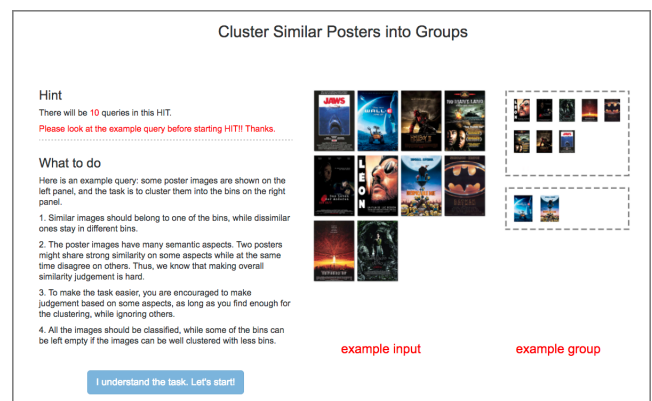 Cluster Similar Posters into Groups
Hint
There will be 10 queries in this HIT.
Please look at the example query before starting HIT!! Thanks.
What to do
Here is an example query: some poster images are shown on the
left panel, and the task is to cluster them into the bins on the right
panel.
1. Similar images should belong to one of the bins, while dissimilar
ones stay in different bins.
2. The poster images have many semantic aspects. Two posters
might share strong similarity on some aspects while at the same
time disagree on others. Thus, we know that making overall
similarity judgement is hard.
3. To make the task easier, you are encouraged to make
judgement based on some aspects, as long as you find enough for
the clustering, while ignoring others.
4. All the images should be classified, while some of the bins can
be left empty if the images can be well clustered with less bins.
I understand the task. Let's start!
JAWS
WALL·E
LEON
example input
example group